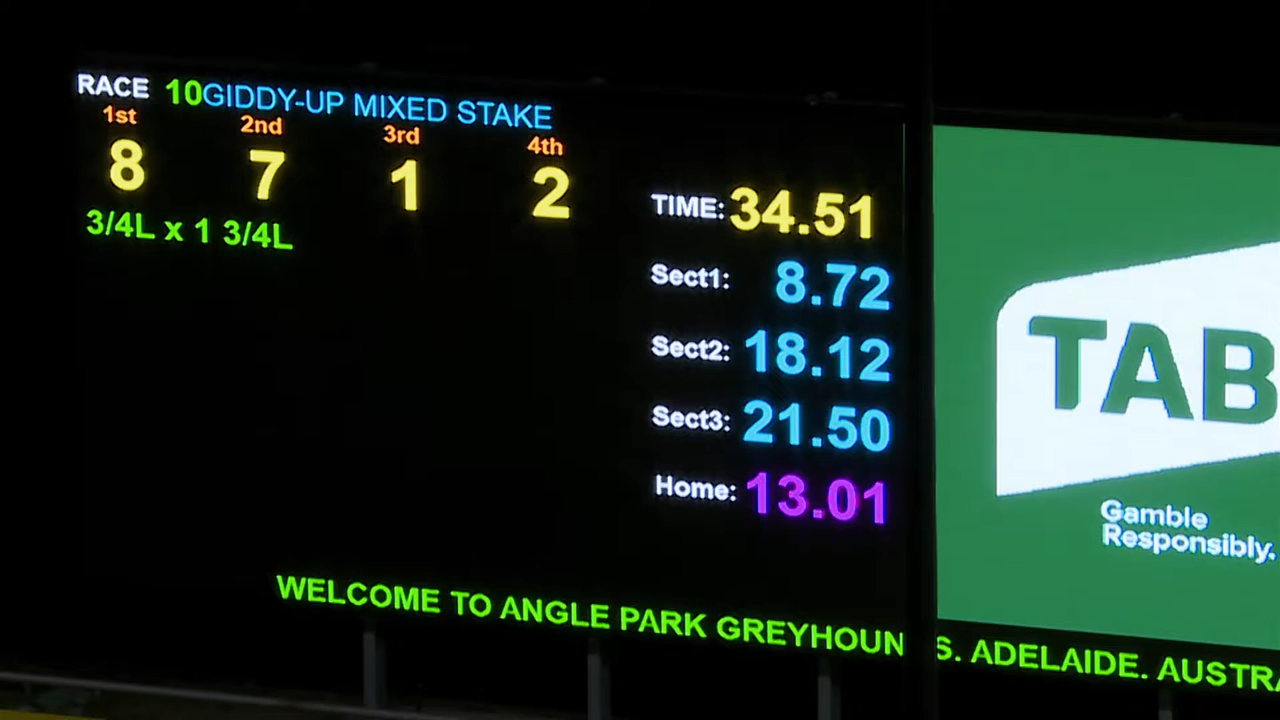 RACE 10GIDDY-UP MIXED STAKE
1st 2nd 3rd 4th
8 7 1 2
3/4L x 1 3/4L
TIME: 34.51
Sect1: 8.72
Sect2: 18.12
Sect3: 21.50
Home: 13.01
TAB
Gamble
Responsibly.
WELCOME TO ANGLE PARK GREYHOUN S. ADELAIDE. AUSTRA